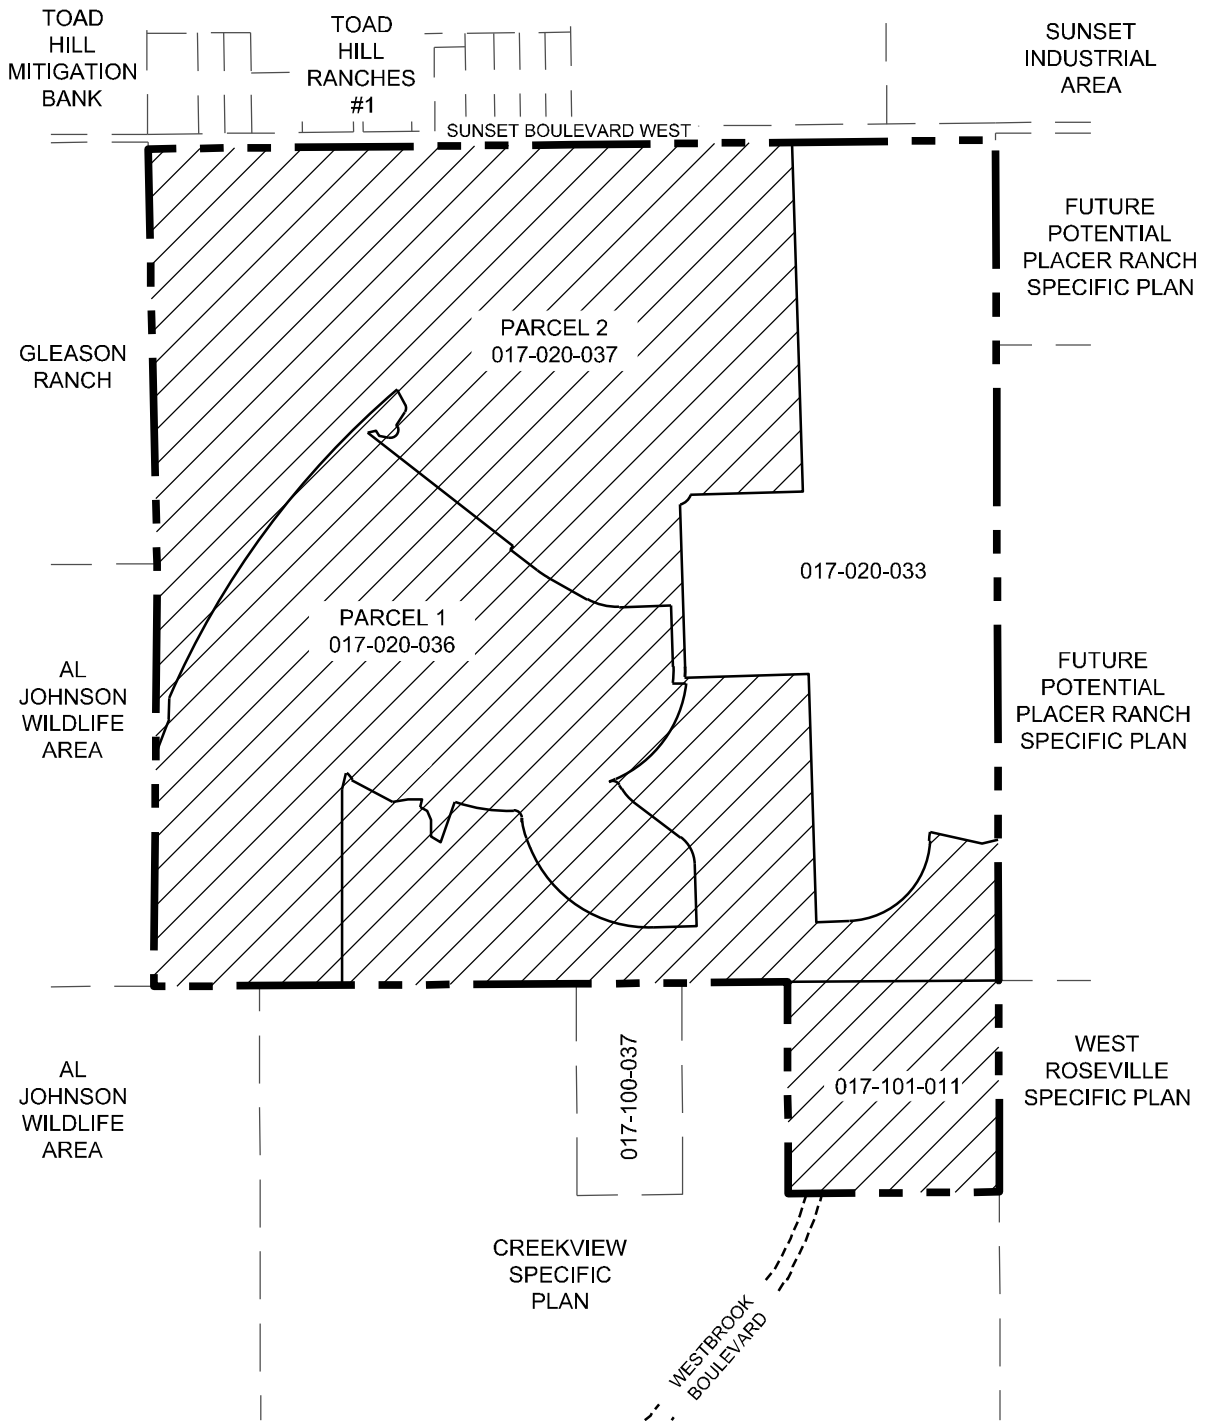 TOAD
HILL
MITIGATION
BANK
TOAD
HILL
RANCHES
#1
SUNSET
INDUSTRIAL
AREA
SUNSET BOULEVARD WEST
FUTURE
POTENTIAL
PLACER RANCH
SPECIFIC PLAN
GLEASON
RANCH
PARCEL 2
017-020-037
017-020-033
PARCEL 1
017-020-036
AL
JOHNSON
WILDLIFE
AREA
FUTURE
POTENTIAL
PLACER RANCH
SPECIFIC PLAN
AL
JOHNSON
WILDLIFE
AREA
017-100-037
017-101-011
WEST
ROSEVILLE
SPECIFIC PLAN
CREEKVIEW
SPECIFIC
PLAN
WESTBROOK
BOULEVARD